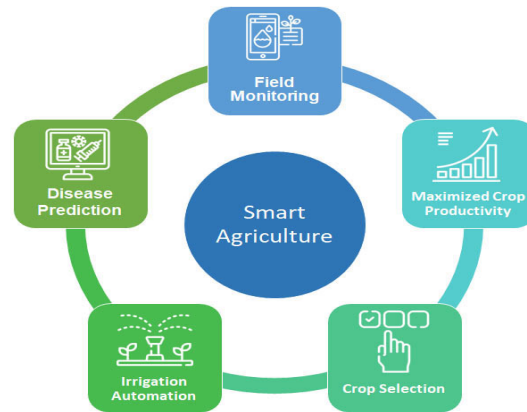 Field
Monitoring
Disease
Prediction
Maximized Crop
Productivity
Smart
Agriculture
Irrigation
Automation
Crop Selection